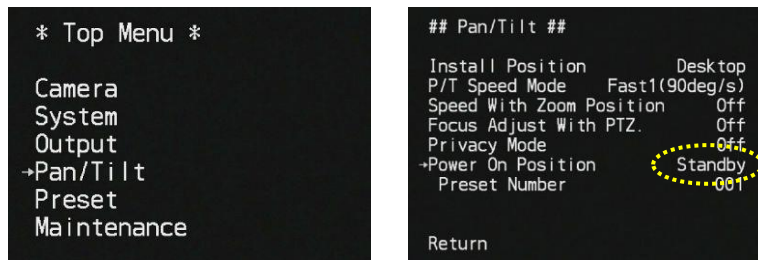 * Top Menu *
Camera
System
Output
→Pan/Tilt
Preset
Maintenance
## Pan/Tilt ##
Install Position Desktop
P/T Speed Mode Fast1(90deg/s)
Speed With Zoom Position Off
Focus Adjust With PTZ. Off
Privacy Mode Off
→Power On Position Standby
Preset Number 001
Return